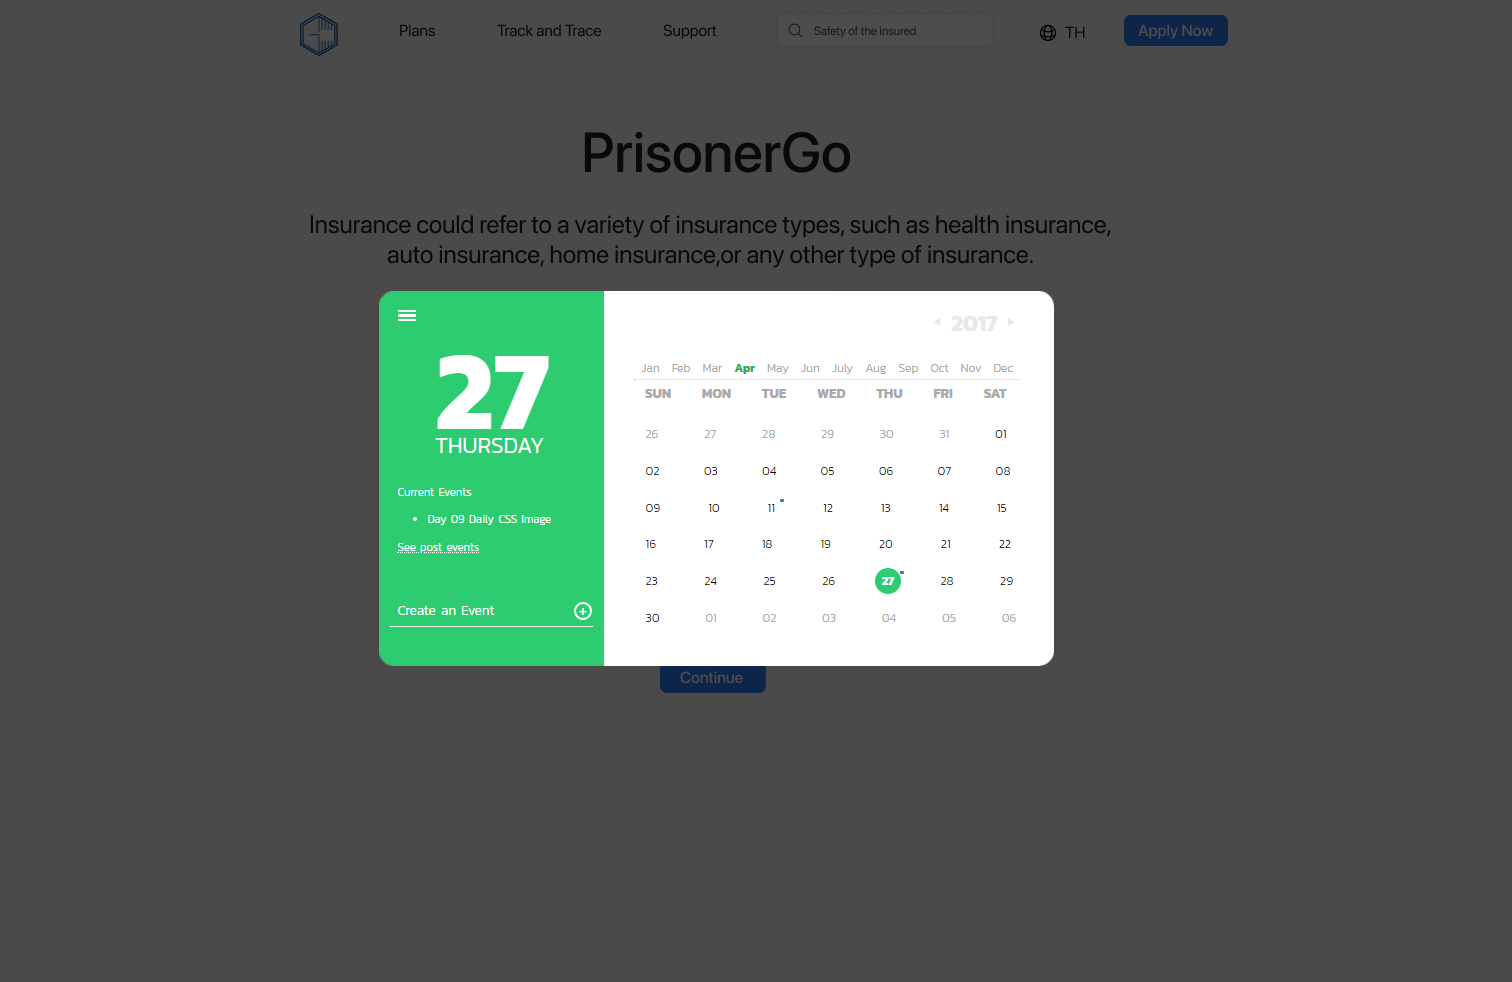 Plans Track and Trace Support Safety of the insured TH Apply Now
PrisonerGo
Insurance could refer to a variety of insurance types, such as health insurance,
auto insurance, home insurance,or any other type of insurance.
27
THURSDAY
Current Events
Day 09 Daily CSS Image
See post events
Create an Event
2017
Jan Feb Mar Apr May Jun July Aug Sep Oct Nov Dec
SUN MON TUE WED THU FRI SAT
26 27 28 29 30 31 01
02 03 04 05 06 07 08
09 10 11 12 13 14 15
16 17 18 19 20 21 22
23 24 25 26 27 28 29
30 01 02 03 04 05 06
Continue